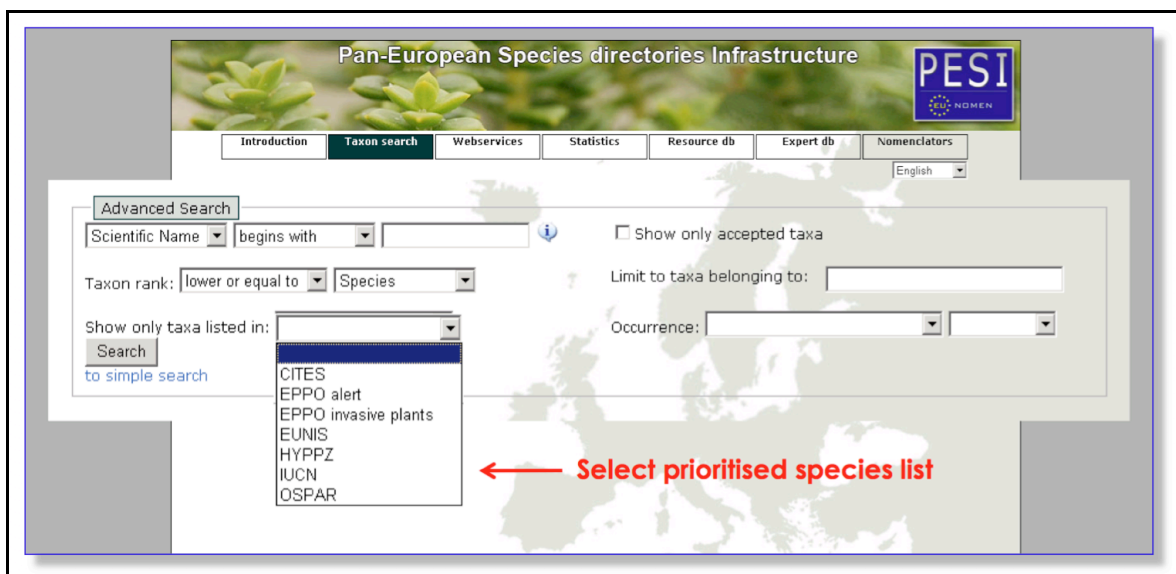 Pan-European Species directories Infrastructure
PESI
EU- NOMEN
Introduction Taxon search Webservices Statistics Resource db Expert db Nomenclators
English
Advanced Search
Scientific Name begins with i Show only accepted taxa
Taxon rank: lower or equal to Species Limit to taxa belonging to:
Show only taxa listed in: Occurrence:
Search
to simple search
CITES
EPPO alert
EPPO invasive plants
EUNIS
HYPPZ
IUCN
OSPAR
Select prioritised species list